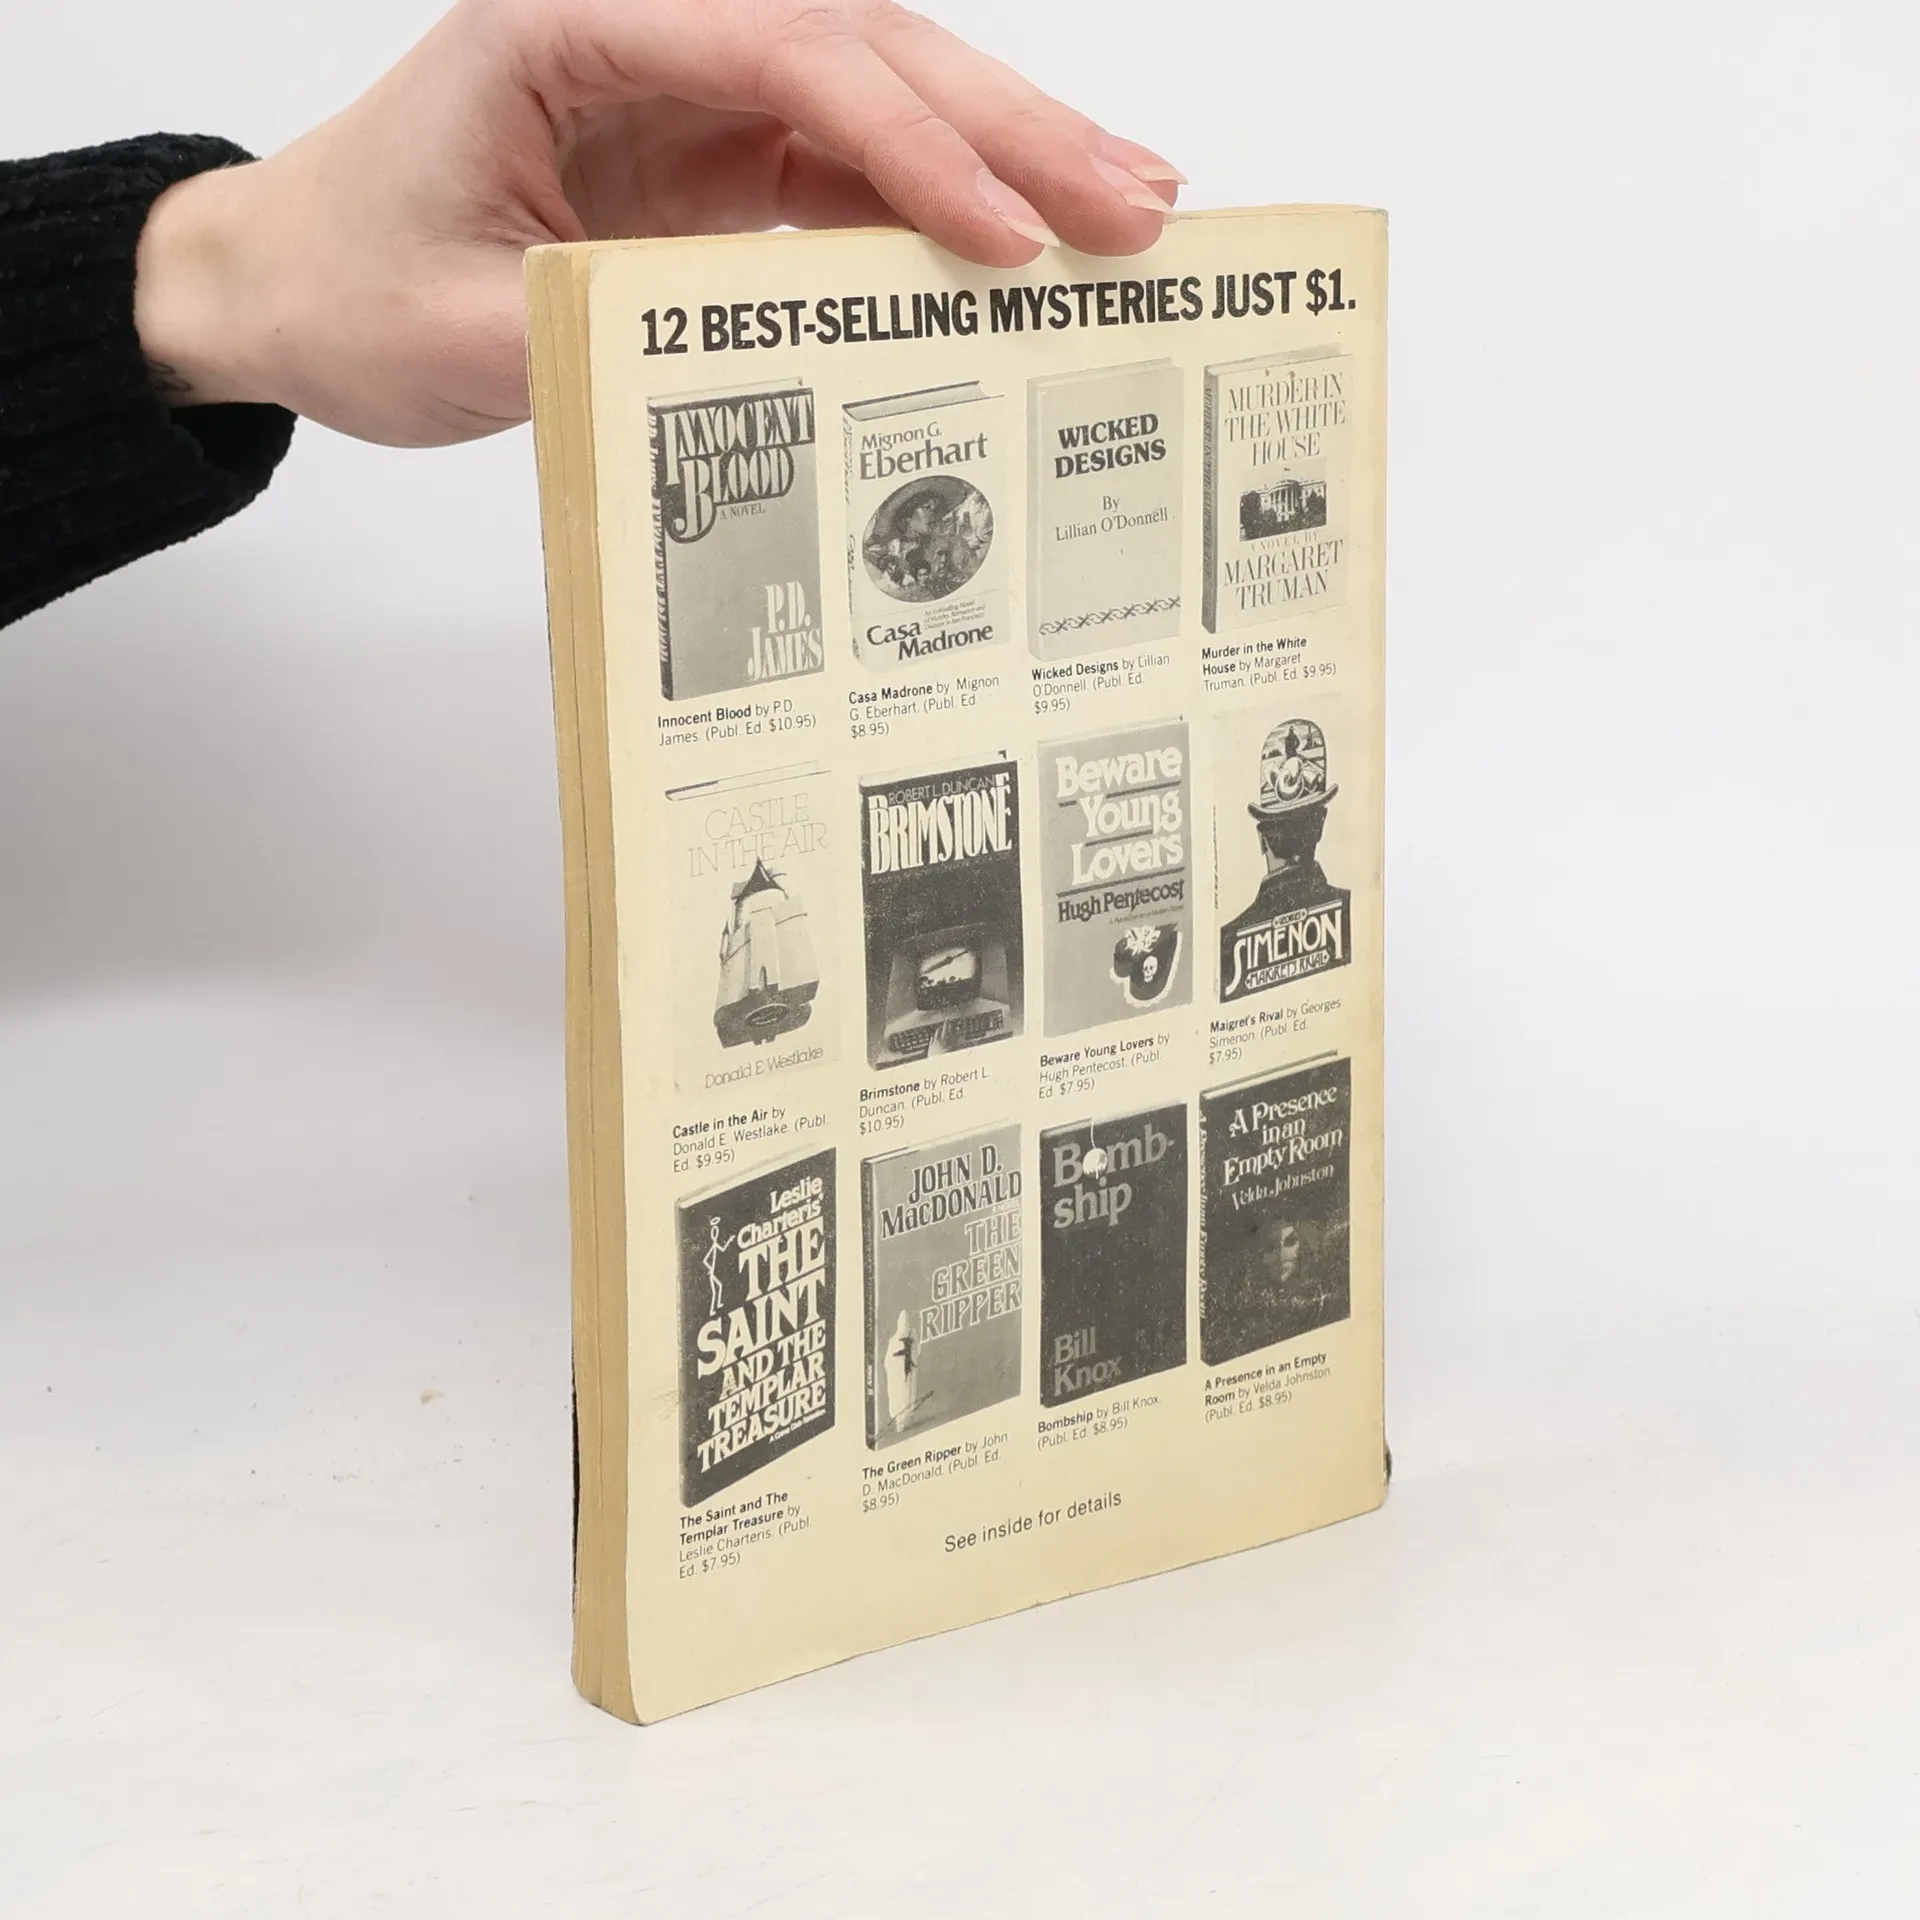 12 BEST-SELLING MYSTERIES JUST $1.
INNOCENT
BLOOD
A NOVEL
P.D.
JAMES
Innocent Blood by P.D.
James. (Publ. Ed. $10.95)
Mignon G.
Eberhart
Casa
Madrone
Casa Madrone by Mignon
G. Eberhart. (Publ. Ed.
$8.95)
WICKED
DESIGNS
By
Lillian O'Donnell
Wicked Designs by Lillian
O'Donnell. (Publ. Ed.
$9.95)
MURDER IN
THE WHITE
HOUSE
A NOVEL BY
MARGARET
TRUMAN
Murder in the White
House by Margaret
Truman. (Publ. Ed. $9.95)
CASTLE
IN THE AIR
Donald E. Westlake
Castle in the Air by
Donald E. Westlake. (Publ.
Ed. $9.95)
ROBERT L. DUNCAN
BRIMSTONE
Brimstone by Robert L.
Duncan. (Publ. Ed.
$10.95)
Beware
Young
Lovers
Hugh Pentecost
Beware Young Lovers by
Hugh Pentecost. (Publ.
Ed. $7.95)
GEORGES
SIMENON
MAIGRET'S RIVAL
Maigret's Rival by Georges
Simenon. (Publ. Ed.
$7.95)
Leslie
Charteris'
THE
SAINT
AND THE
TEMPLAR
TREASURE
The Saint and The
Templar Treasure by
Leslie Charteris. (Publ.
Ed. $7.95)
JOHN D.
MacDONALD
THE
GREEN
RIPPER
The Green Ripper by John
D. MacDonald. (Publ. Ed.
$8.95)
Bomb-
ship
Bill
Knox
Bombship by Bill Knox.
(Publ. Ed. $8.95)
A Presence
in an
Empty Room
Velda Johnston
A Presence in an Empty
Room by Velda Johnston.
(Publ. Ed. $8.95)
See inside for details